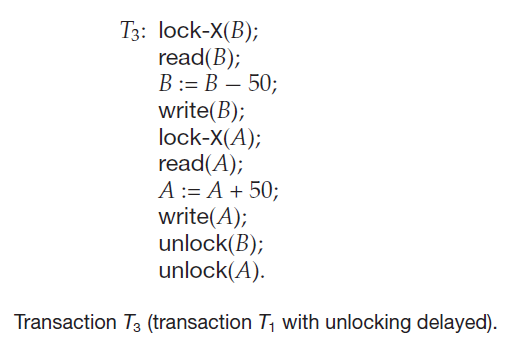 T3: lock-X(B);
read(B);
B := B – 50;
write(B);
lock-X(A);
read(A);
A := A + 50;
write(A);
unlock(B);
unlock(A).
Transaction T3 (transaction T1 with unlocking delayed).